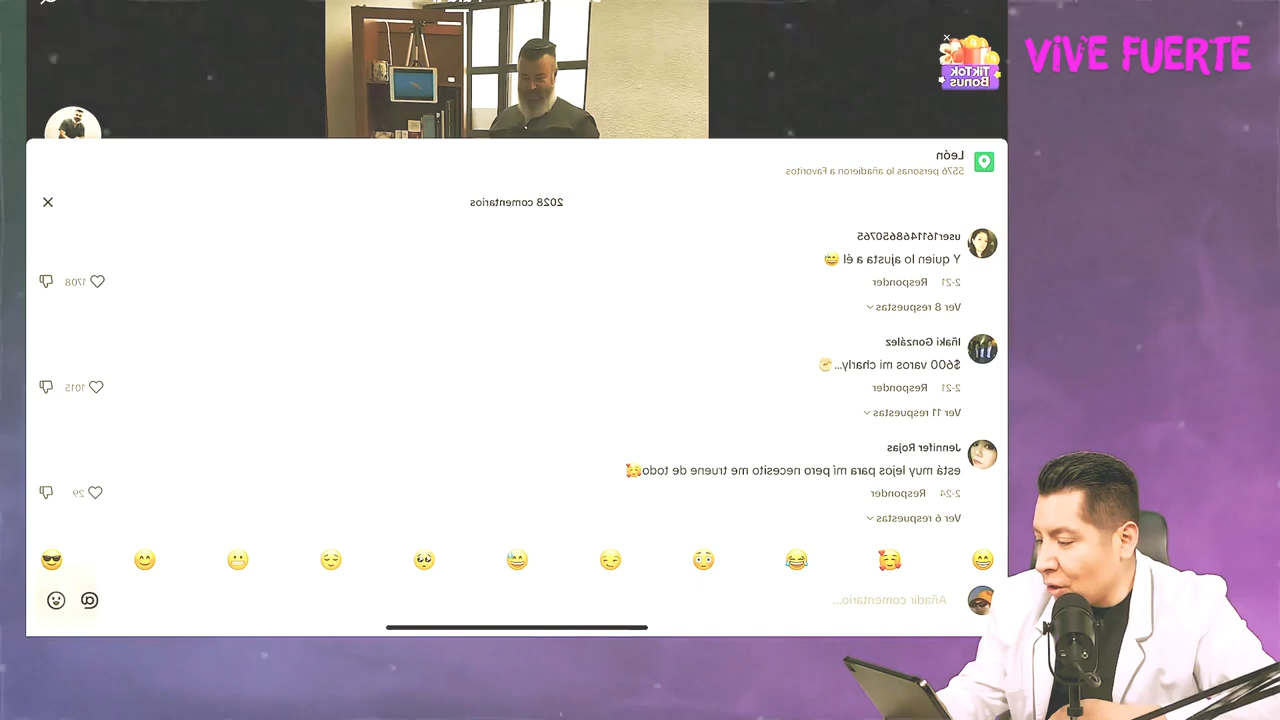 VIVE FUERTE
TikTok
Bonus
León
5576 personas lo añadieron a Favoritos
2028 comentarios
user1611468650765
Y quien lo ajusta a él 😅
2-21 Responder
1708
Ver 8 respuestas
Iñaki González
$600 varos mi charly...✊
2-21 Responder
1015
Ver 11 respuestas
Jennifer Rojas
está muy lejos para mí pero necesito me truene de todo🥰
2-24 Responder
29
Ver 6 respuestas
Añadir comentario...